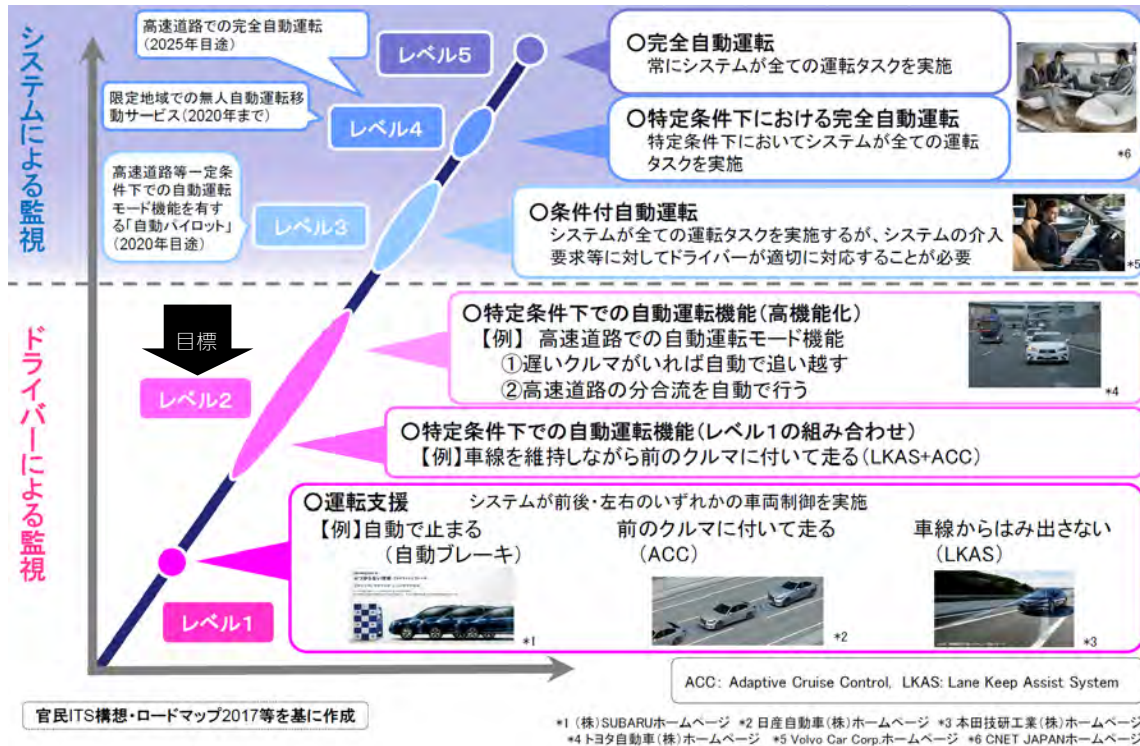 システムによる監視
ドライバーによる監視
高速道路での完全自動運転
(2025年目途)
限定地域での無人自動運転移
動サービス(2020年まで)
高速道路等一定条
件下での自動運転
モード機能を有す
る「自動パイロット」
(2020年目途)
レベル5
○完全自動運転
常にシステムが全ての運転タスクを実施
レベル4
○特定条件下における完全自動運転
特定条件下においてシステムが全ての運転
タスクを実施
*6
レベル3
○条件付自動運転
システムが全ての運転タスクを実施するが、システムの介入
要求等に対してドライバーが適切に対応することが必要
*5
目標
レベル2
○特定条件下での自動運転機能(高機能化)
【例】 高速道路での自動運転モード機能
①遅いクルマがいれば自動で追い越す
②高速道路の分合流を自動で行う
*4
○特定条件下での自動運転機能(レベル1の組み合わせ)
【例】車線を維持しながら前のクルマに付いて走る(LKAS+ACC)
レベル1
○運転支援 システムが前後・左右のいずれかの車両制御を実施
【例】自動で止まる
(自動ブレーキ)
*1
前のクルマに付いて走る
(ACC)
*2
車線からはみ出さない
(LKAS)
*3
ACC: Adaptive Cruise Control, LKAS: Lane Keep Assist System
官民ITS構想・ロードマップ2017等を基に作成
*1 (株)SUBARUホームページ *2 日産自動車(株)ホームページ *3 本田技研工業(株)ホームページ
*4 トヨタ自動車(株)ホームページ *5 Volvo Car Corp.ホームページ *6 CNET JAPANホームページ